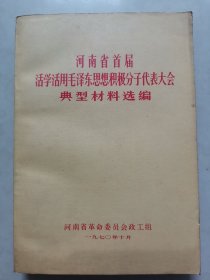 河南省首届
活学活用毛泽东思想积极分子代表大会
典型材料选编
河南省革命委员会政工组
一九七〇年十月